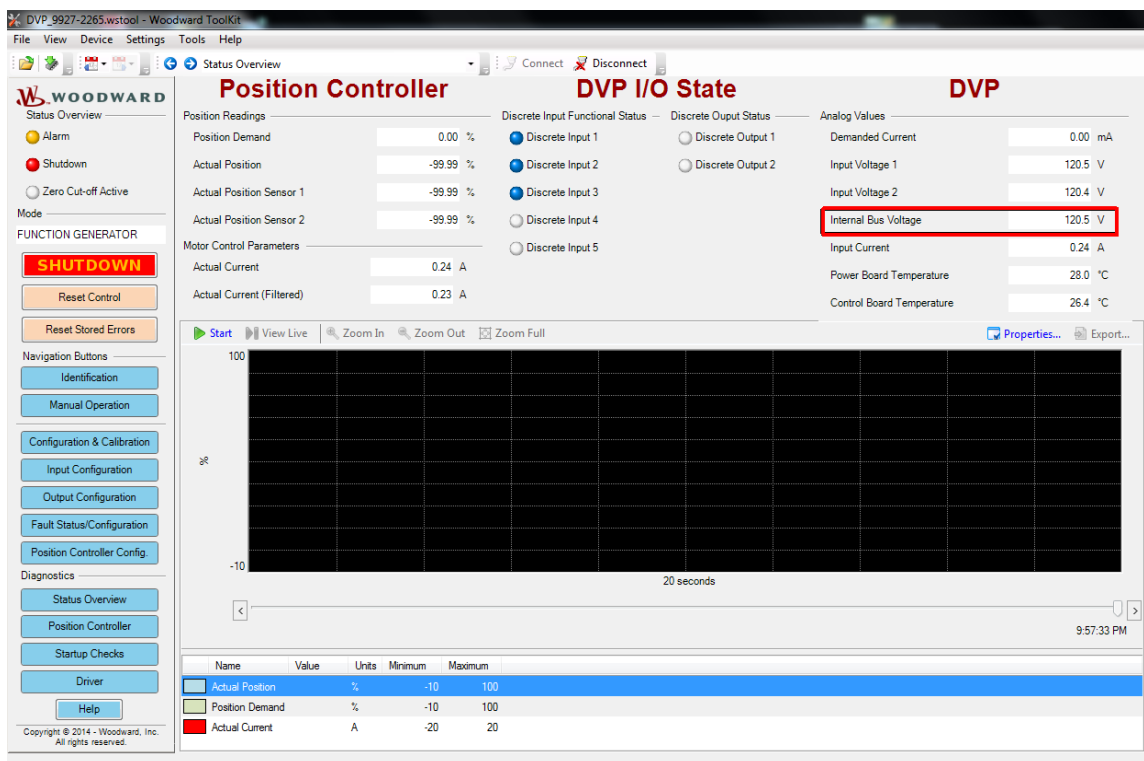 DVP_9927-2265.wstool - Woodward ToolKit
File View Device Settings Tools Help
Status Overview Connect Disconnect
WOODWARD
Status Overview
Alarm
Shutdown
Zero Cut-off Active
Mode
FUNCTION GENERATOR
SHUTDOWN
Reset Control
Reset Stored Errors
Navigation Buttons
Identification
Manual Operation
Configuration & Calibration
Input Configuration
Output Configuration
Fault Status/Configuration
Position Controller Config.
Diagnostics
Status Overview
Position Controller
Startup Checks
Driver
Help
Copyright © 2014 - Woodward, Inc.
All rights reserved.
Position Controller
Position Readings
Position Demand 0.00 %
Actual Position -99.99 %
Actual Position Sensor 1 -99.99 %
Actual Position Sensor 2 -99.99 %
Motor Control Parameters
Actual Current 0.24 A
Actual Current (Filtered) 0.23 A
DVP I/O State
Discrete Input Functional Status
Discrete Input 1
Discrete Input 2
Discrete Input 3
Discrete Input 4
Discrete Input 5
Discrete Ouput Status
Discrete Output 1
Discrete Output 2
DVP
Analog Values
Demanded Current 0.00 mA
Input Voltage 1 120.5 V
Input Voltage 2 120.4 V
Internal Bus Voltage 120.5 V
Input Current 0.24 A
Power Board Temperature 28.0 °C
Control Board Temperature 26.4 °C
Start View Live Zoom In Zoom Out Zoom Full Properties... Export...
100
%
-10
20 seconds
< >
9:57:33 PM
Name Value Units Minimum Maximum
Actual Position % -10 100
Position Demand % -10 100
Actual Current A -20 20